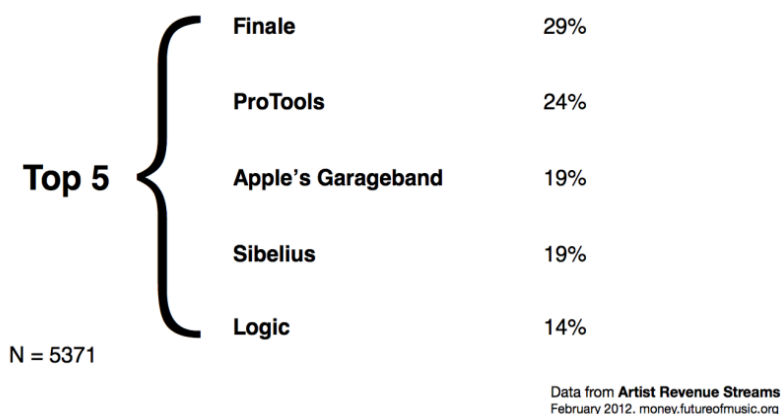 Finale 29%
ProTools 24%
Top 5
Apple's Garageband 19%
Sibelius 19%
Logic 14%
N = 5371
Data from Artist Revenue Streams
February 2012. money.futureofmusic.org